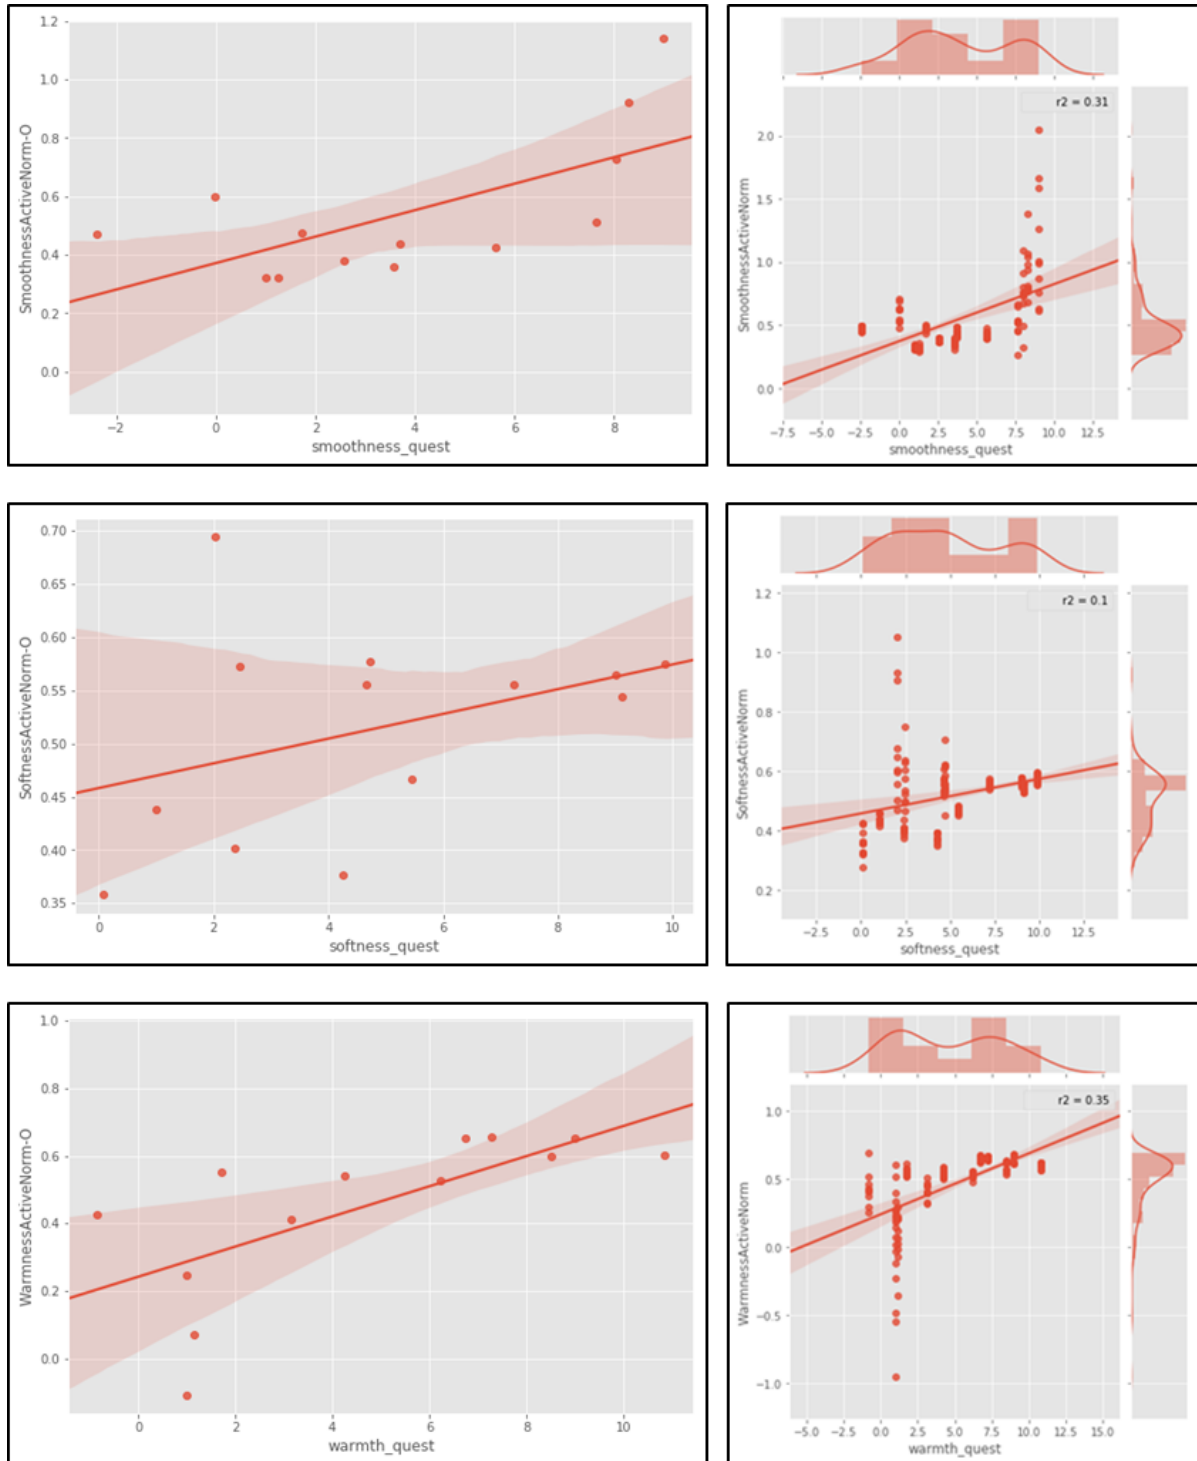 1.2
1.0
0.8
0.6
0.4
0.2
0.0
SmoothnessActiveNorm-O
−2 0 2 4 6 8
smoothness_quest
r2 = 0.31
2.0
1.5
1.0
0.5
0.0
SmoothnessActiveNorm
−7.5 −5.0 −2.5 0.0 2.5 5.0 7.5 10.0 12.5
smoothness_quest
0.70
0.65
0.60
0.55
0.50
0.45
0.40
0.35
SoftnessActiveNorm-O
0 2 4 6 8 10
softness_quest
r2 = 0.1
1.2
1.0
0.8
0.6
0.4
0.2
SoftnessActiveNorm
−2.5 0.0 2.5 5.0 7.5 10.0 12.5
softness_quest
1.0
0.8
0.6
0.4
0.2
0.0
WarmnessActiveNorm-O
0 2 4 6 8 10
warmth_quest
r2 = 0.35
1.0
0.5
0.0
−0.5
−1.0
WarmnessActiveNorm
−5.0 −2.5 0.0 2.5 5.0 7.5 10.0 12.5 15.0
warmth_quest